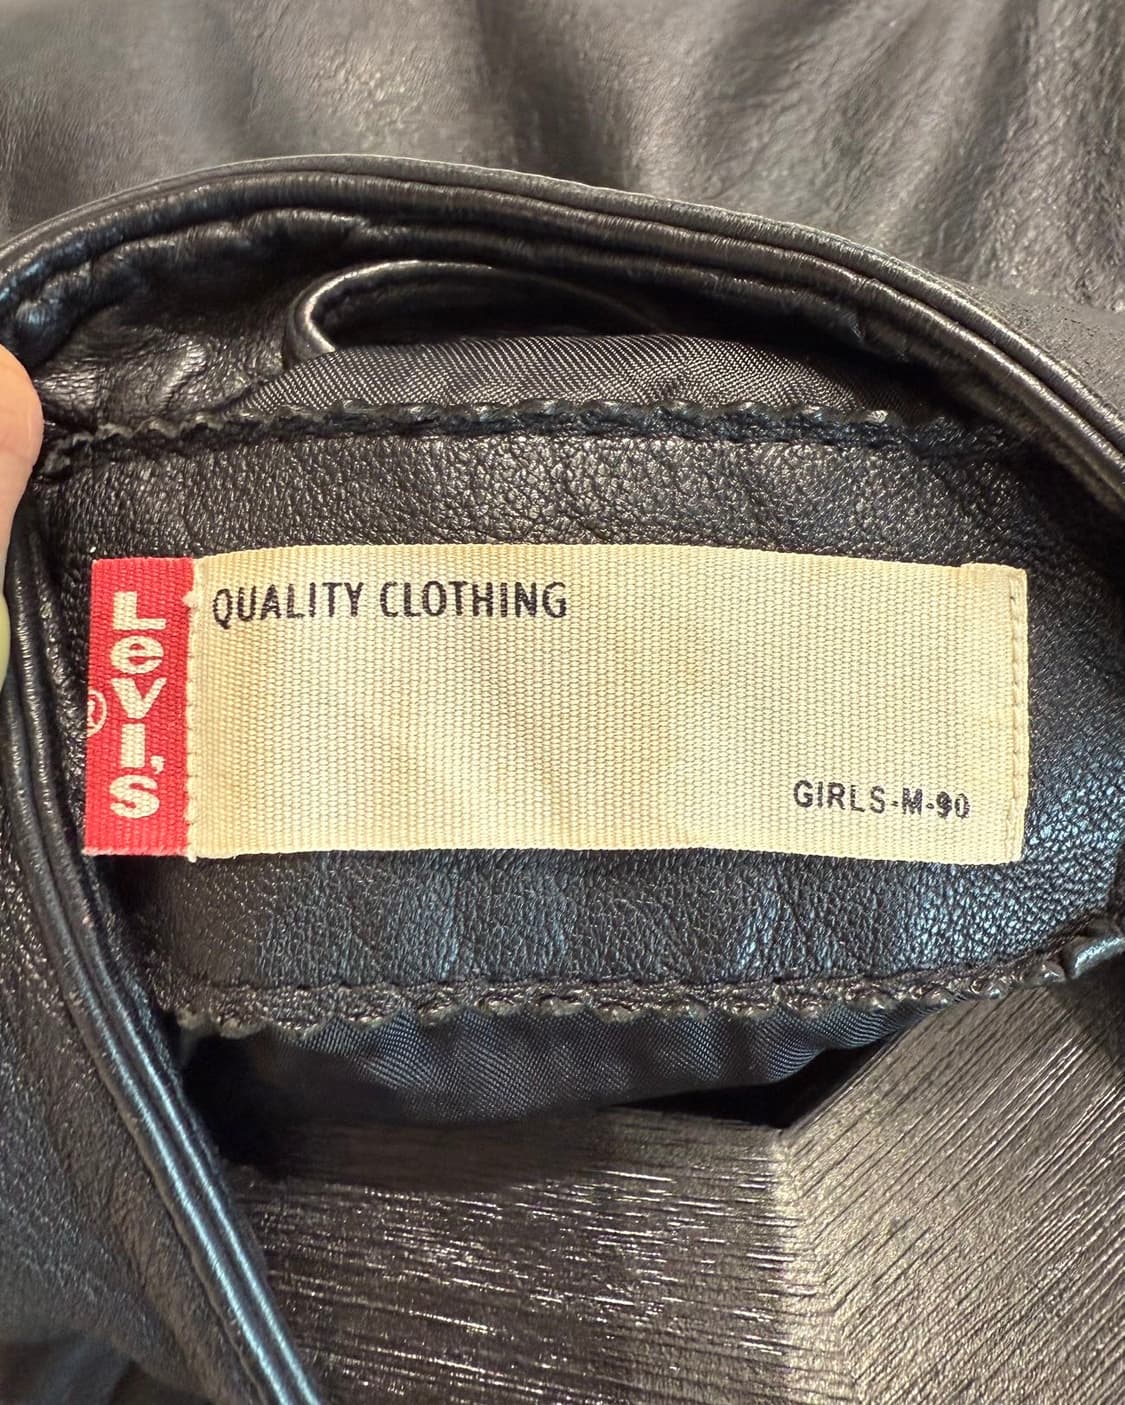 Levi's
®
QUALITY CLOTHING
GIRLS-M-90